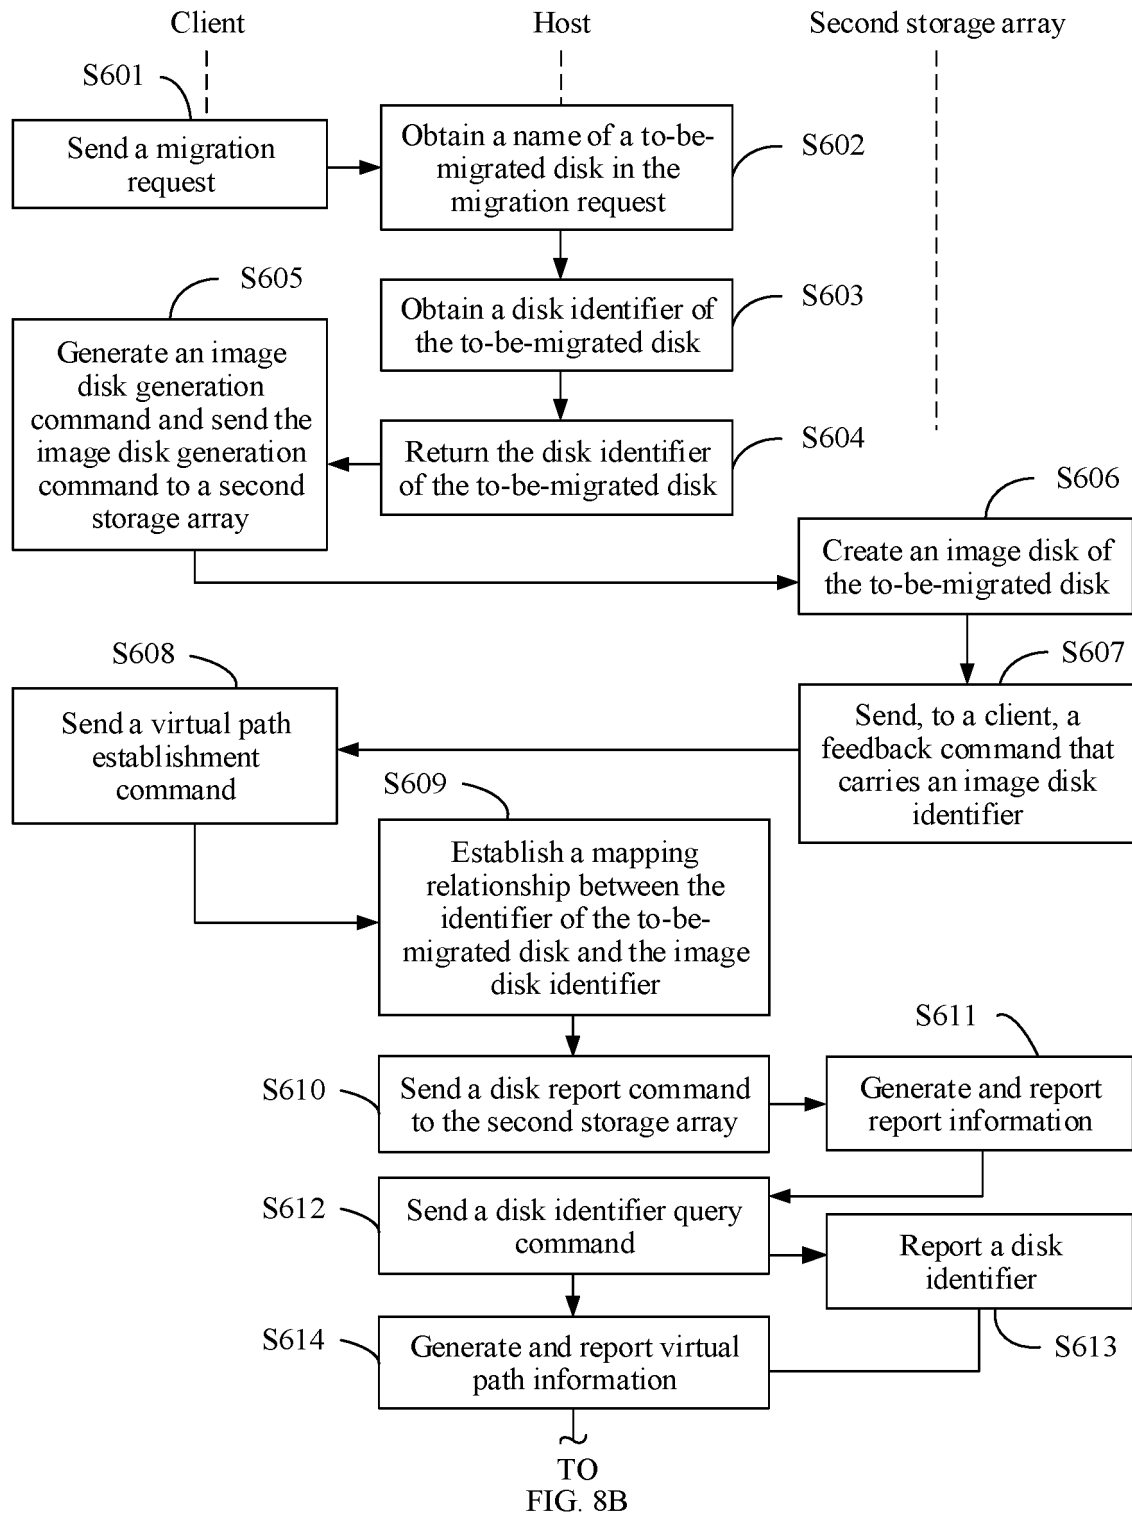 Client
Host
Second storage array
S601
Send a migration
request
Obtain a name of a to-be-
migrated disk in the
migration request
S602
S605
Obtain a disk identifier of
the to-be-migrated disk
S603
Generate an image
disk generation
command and send the
image disk generation
command to a second
storage array
Return the disk identifier
of the to-be-migrated disk
S604
S606
Create an image disk of
the to-be-migrated disk
S608
S607
Send a virtual path
establishment
command
Send, to a client, a
feedback command that
carries an image disk
identifier
S609
Establish a mapping
relationship between the
identifier of the to-be-
migrated disk and the image
disk identifier
S611
S610
Send a disk report command
to the second storage array
Generate and report
report information
S612
Send a disk identifier query
command
Report a disk
identifier
S614
Generate and report virtual
path information
S613
TO
FIG. 8B